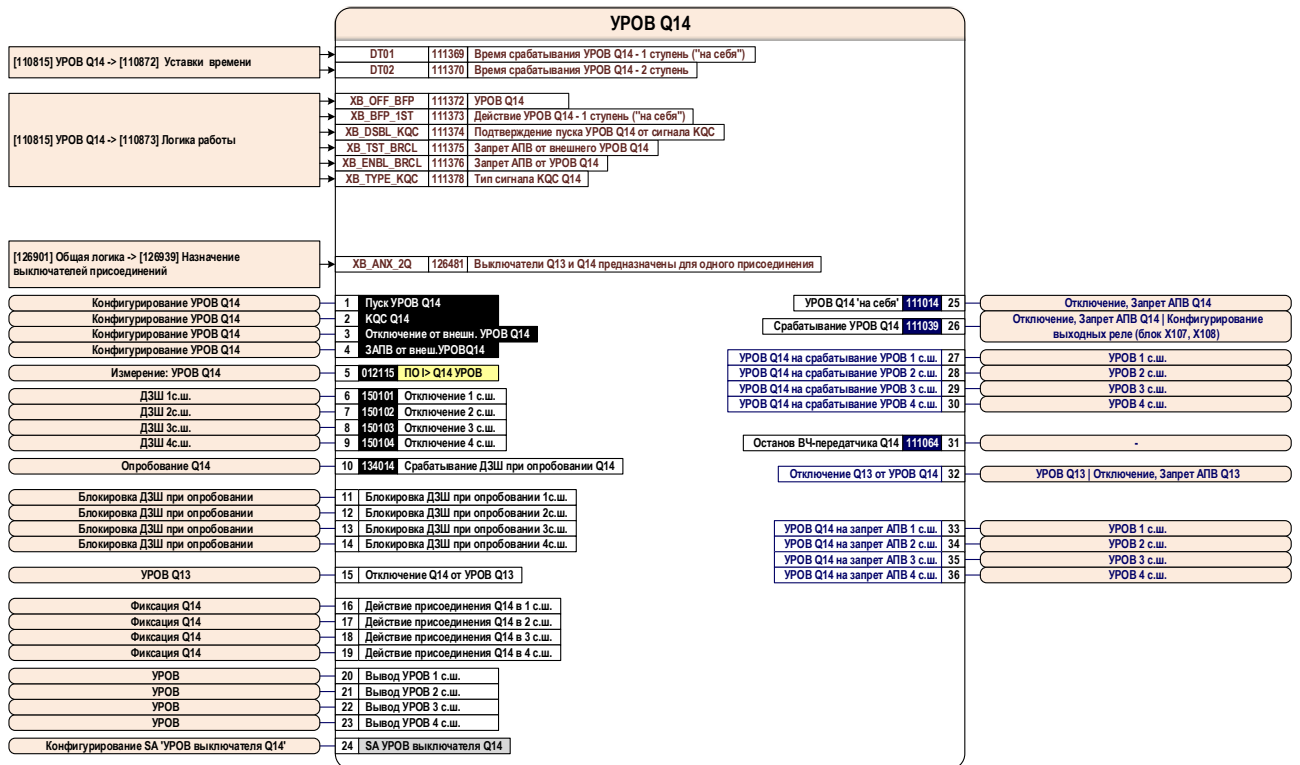 УРОВ Q14
[110815] УРОВ Q14 -> [110872] Уставки времени
DT01 111369 Время срабатывания УРОВ Q14 - 1 ступень ("на себя")
DT02 111370 Время срабатывания УРОВ Q14 - 2 ступень
[110815] УРОВ Q14 -> [110873] Логика работы
XB_OFF_BFP 111372 УРОВ Q14
XB_BFP_1ST 111373 Действие УРОВ Q14 - 1 ступень ("на себя")
XB_DSBL_KQC 111374 Подтверждение пуска УРОВ Q14 от сигнала KQC
XB_TST_BRCL 111375 Запрет АПВ от внешнего УРОВ Q14
XB_ENBL_BRCL 111376 Запрет АПВ от УРОВ Q14
XB_TYPE_KQC 111378 Тип сигнала KQC Q14
[126901] Общая логика -> [126939] Назначение
выключателей присоединений
XB_ANX_2Q 126481 Выключатели Q13 и Q14 предназначены для одного присоединения
Конфигурирование УРОВ Q14 1 Пуск УРОВ Q14
Конфигурирование УРОВ Q14 2 KQC Q14
Конфигурирование УРОВ Q14 3 Отключение от внешн. УРОВ Q14
Конфигурирование УРОВ Q14 4 ЗАПВ от внеш.УРОВQ14
Измерение: УРОВ Q14 5 012115 ПО I> Q14 УРОВ
ДЗШ 1с.ш. 6 150101 Отключение 1 с.ш.
ДЗШ 2с.ш. 7 150102 Отключение 2 с.ш.
ДЗШ 3с.ш. 8 150103 Отключение 3 с.ш.
ДЗШ 4с.ш. 9 150104 Отключение 4 с.ш.
Опробование Q14 10 134014 Срабатывание ДЗШ при опробовании Q14
Блокировка ДЗШ при опробовании 11 Блокировка ДЗШ при опробовании 1с.ш.
Блокировка ДЗШ при опробовании 12 Блокировка ДЗШ при опробовании 2с.ш.
Блокировка ДЗШ при опробовании 13 Блокировка ДЗШ при опробовании 3с.ш.
Блокировка ДЗШ при опробовании 14 Блокировка ДЗШ при опробовании 4с.ш.
УРОВ Q13 15 Отключение Q14 от УРОВ Q13
Фиксация Q14 16 Действие присоединения Q14 в 1 с.ш.
Фиксация Q14 17 Действие присоединения Q14 в 2 с.ш.
Фиксация Q14 18 Действие присоединения Q14 в 3 с.ш.
Фиксация Q14 19 Действие присоединения Q14 в 4 с.ш.
УРОВ 20 Вывод УРОВ 1 с.ш.
УРОВ 21 Вывод УРОВ 2 с.ш.
УРОВ 22 Вывод УРОВ 3 с.ш.
УРОВ 23 Вывод УРОВ 4 с.ш.
Конфигурирование SA 'УРОВ выключателя Q14' 24 SA УРОВ выключателя Q14
УРОВ Q14 'на себя' 111014 25 Отключение, Запрет АПВ Q14
Срабатывание УРОВ Q14 111039 26 Отключение, Запрет АПВ Q14 | Конфигурирование
выходных реле (блок X107, X108)
УРОВ Q14 на срабатывание УРОВ 1 с.ш. 27 УРОВ 1 с.ш.
УРОВ Q14 на срабатывание УРОВ 2 с.ш. 28 УРОВ 2 с.ш.
УРОВ Q14 на срабатывание УРОВ 3 с.ш. 29 УРОВ 3 с.ш.
УРОВ Q14 на срабатывание УРОВ 4 с.ш. 30 УРОВ 4 с.ш.
Останов ВЧ-передатчика Q14 111064 31 -
Отключение Q13 от УРОВ Q14 32 УРОВ Q13 | Отключение, Запрет АПВ Q13
УРОВ Q14 на запрет АПВ 1 с.ш. 33 УРОВ 1 с.ш.
УРОВ Q14 на запрет АПВ 2 с.ш. 34 УРОВ 2 с.ш.
УРОВ Q14 на запрет АПВ 3 с.ш. 35 УРОВ 3 с.ш.
УРОВ Q14 на запрет АПВ 4 с.ш. 36 УРОВ 4 с.ш.